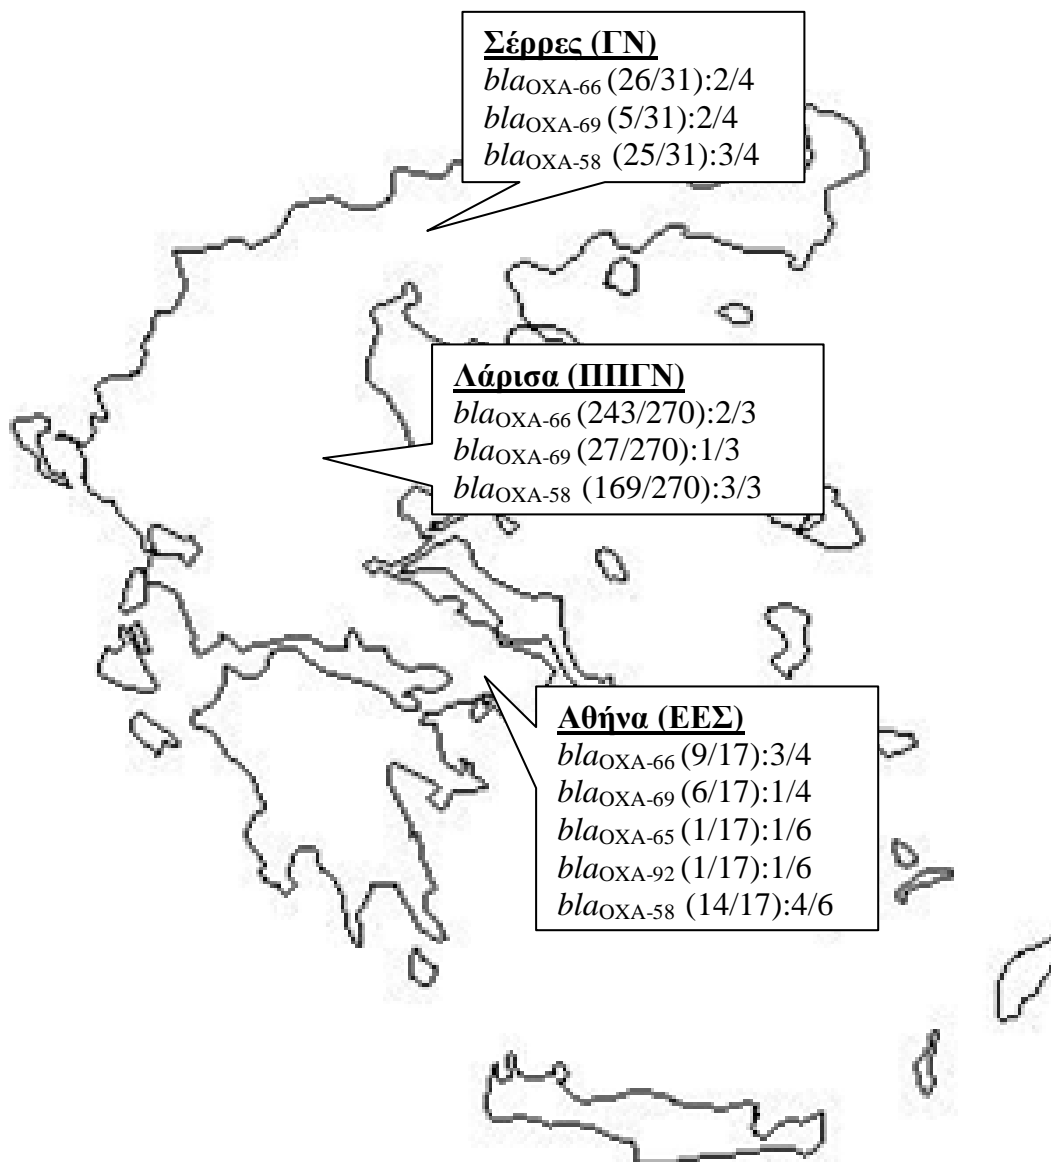 Σέρρες (ΓΝ)
blaOXA-66 (26/31):2/4
blaOXA-69 (5/31):2/4
blaOXA-58 (25/31):3/4
Λάρισα (ΠΠΓΝ)
blaOXA-66 (243/270):2/3
blaOXA-69 (27/270):1/3
blaOXA-58 (169/270):3/3
Αθήνα (ΕΕΣ)
blaOXA-66 (9/17):3/4
blaOXA-69 (6/17):1/4
blaOXA-65 (1/17):1/6
blaOXA-92 (1/17):1/6
blaOXA-58 (14/17):4/6